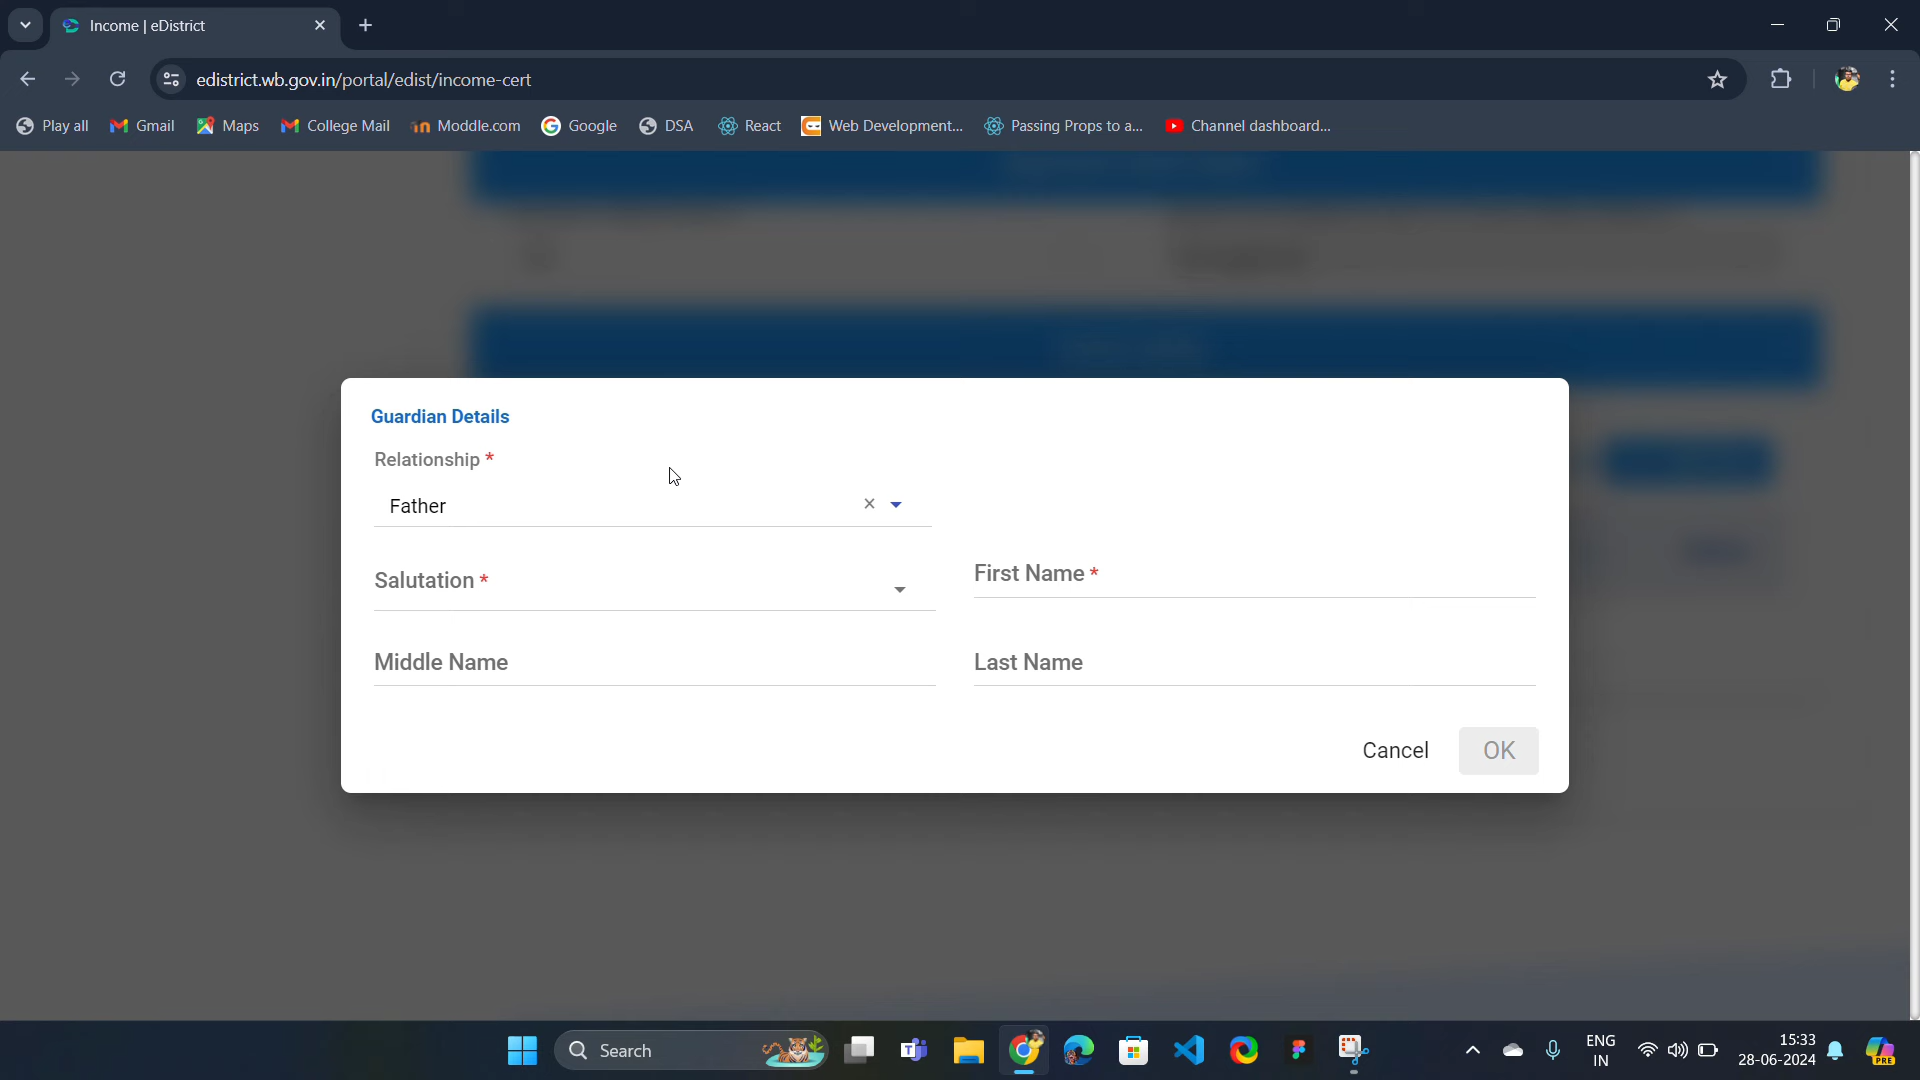 Income | eDistrict
edistrict.wb.gov.in/portal/edist/income-cert
Play all Gmail Maps College Mail Moddle.com Google DSA React Web Development... Passing Props to a... Channel dashboard...
Guardian Details
Relationship *
Father
Salutation * First Name *
Middle Name Last Name
Cancel OK
Search
ENG
IN
15:33
28-06-2024
PRE